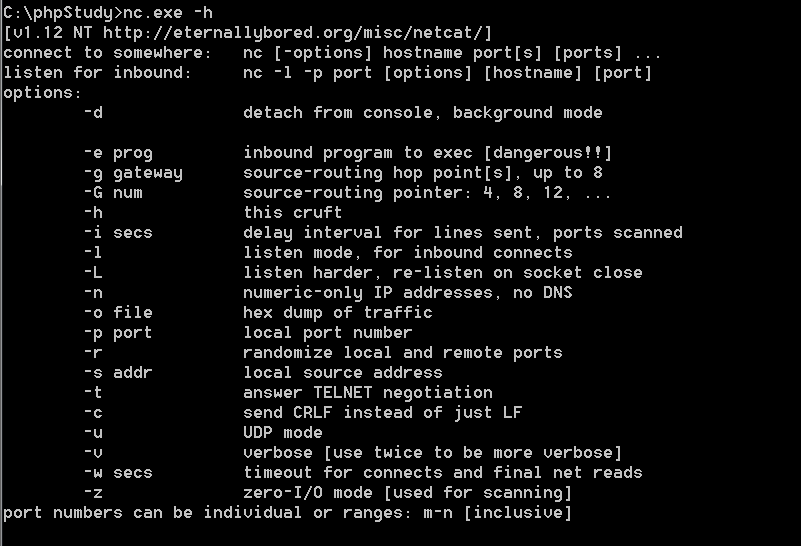 C:\phpStudy>nc.exe -h
[v1.12 NT http://eternallybored.org/misc/netcat/]
connect to somewhere:   nc [-options] hostname port[s] [ports] ...
listen for inbound:     nc -l -p port [options] [hostname] [port]
options:
        -d              detach from console, background mode

        -e prog         inbound program to exec [dangerous!!]
        -g gateway      source-routing hop point[s], up to 8
        -G num          source-routing pointer: 4, 8, 12, ...
        -h              this cruft
        -i secs         delay interval for lines sent, ports scanned
        -l              listen mode, for inbound connects
        -L              listen harder, re-listen on socket close
        -n              numeric-only IP addresses, no DNS
        -o file         hex dump of traffic
        -p port         local port number
        -r              randomize local and remote ports
        -s addr         local source address
        -t              answer TELNET negotiation
        -c              send CRLF instead of just LF
        -u              UDP mode
        -v              verbose [use twice to be more verbose]
        -w secs         timeout for connects and final net reads
        -z              zero-I/O mode [used for scanning]
port numbers can be individual or ranges: m-n [inclusive]